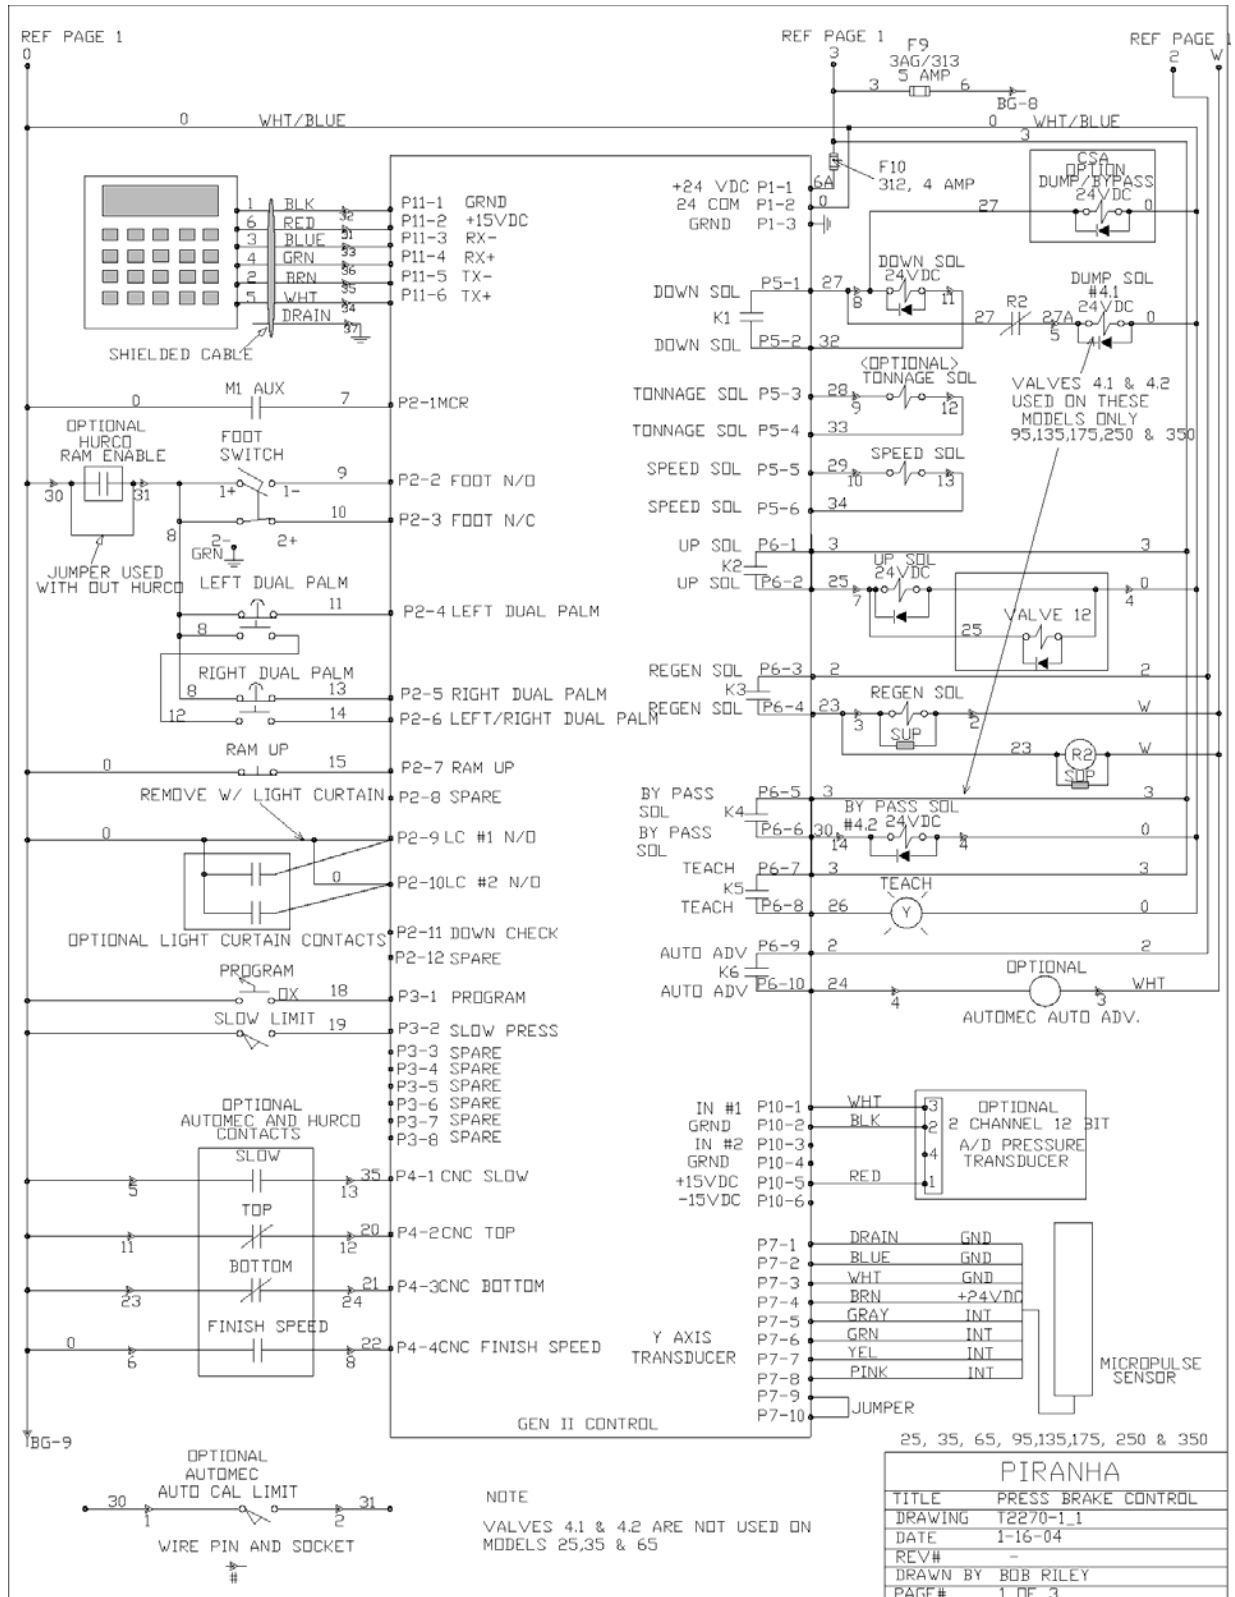 REF PAGE 1
0
REF PAGE 1
3
F9
3AG/313
5 AMP
3
6
BG-8
REF PAGE 1
2
W
0
WHT/BLUE
0
WHT/BLUE
3
F10
312, 4 AMP
6A
CSA
OPTION
DUMP/BYPASS
24VDC
27
0
1 BLK 32 P11-1 GRND
6 RED 31 P11-2 +15VDC
3 BLUE 33 P11-3 RX-
4 GRN 36 P11-4 RX+
2 BRN 35 P11-5 TX-
5 WHT 34 P11-6 TX+
DRAIN 37
SHIELDED CABLE
+24 VDC P1-1
24 COM P1-2 0
GRND P1-3
DOWN SOL P5-1 27
8
DOWN SOL
24VDC
11
K1
DOWN SOL P5-2 32
27
R2
27A
5
DUMP SOL
#4.1
24VDC
0
VALVES 4.1 & 4.2
USED ON THESE
MODELS ONLY
95,135,175,250 & 350
<OPTIONAL>
TONNAGE SOL
TONNAGE SOL P5-3 28
9
12
TONNAGE SOL P5-4 33
SPEED SOL P5-5 29
10
SPEED SOL
13
SPEED SOL P5-6 34
M1 AUX
0
7
P2-1MCR
OPTIONAL
HURCO
RAM ENABLE
30
31
FOOT
SWITCH
1+
1-
9
P2-2 FOOT N/O
10
P2-3 FOOT N/C
8
2-
2+
GRN
JUMPER USED
WITH OUT HURCO
LEFT DUAL PALM
11
P2-4 LEFT DUAL PALM
8
RIGHT DUAL PALM
8
13
P2-5 RIGHT DUAL PALM
12
14
P2-6 LEFT/RIGHT DUAL PALM
RAM UP
0
15
P2-7 RAM UP
REMOVE W/ LIGHT CURTAIN
P2-8 SPARE
0
P2-9 LC #1 N/O
0
P2-10LC #2 N/O
OPTIONAL LIGHT CURTAIN CONTACTS
P2-11 DOWN CHECK
P2-12 SPARE
PROGRAM
OX
18
P3-1 PROGRAM
SLOW LIMIT
19
P3-2 SLOW PRESS
P3-3 SPARE
P3-4 SPARE
P3-5 SPARE
P3-6 SPARE
P3-7 SPARE
P3-8 SPARE
OPTIONAL
AUTOMEC AND HURCO
CONTACTS
SLOW
5
13
35
P4-1 CNC SLOW
TOP
11
12
20
P4-2CNC TOP
BOTTOM
23
24
21
P4-3CNC BOTTOM
FINISH SPEED
0
6
8
22
P4-4CNC FINISH SPEED
BG-9
UP SOL P6-1 3
3
K2
UP SOL P6-2 25
7
UP SOL
24VDC
4
0
VALVE 12
25
REGEN SOL P6-3 2
2
K3
REGEN SOL P6-4 23
3
REGEN SOL
2
W
SUP
23
R2
W
SUP
BY PASS
SOL
P6-5 3
3
K4
BY PASS
SOL
P6-6 30
14
BY PASS SOL
#4.2 24VDC
4
0
TEACH P6-7 3
3
K5
TEACH
Y
TEACH P6-8 26
0
AUTO ADV P6-9 2
2
K6
AUTO ADV P6-10 24
4
OPTIONAL
3
WHT
AUTOMEC AUTO ADV.
IN #1 P10-1 WHT 3
GRND P10-2 BLK 2
IN #2 P10-3
GRND P10-4 4
+15VDC P10-5 RED 1
-15VDC P10-6
OPTIONAL
2 CHANNEL 12 BIT
A/D PRESSURE
TRANSDUCER
P7-1 DRAIN GND
P7-2 BLUE GND
P7-3 WHT GND
P7-4 BRN +24VDC
P7-5 GRAY INT
P7-6 GRN INT
P7-7 YEL INT
P7-8 PINK INT
P7-9
P7-10
JUMPER
Y AXIS
TRANSDUCER
MICROPULSE
SENSOR
GEN II CONTROL
OPTIONAL
AUTOMEC
AUTO CAL LIMIT
30
1
2
31
WIRE PIN AND SOCKET
#
NOTE
VALVES 4.1 & 4.2 ARE NOT USED ON
MODELS 25,35 & 65
25, 35, 65, 95,135,175, 250 & 350
PIRANHA
TITLE PRESS BRAKE CONTROL
DRAWING T2270-1_1
DATE 1-16-04
REV# -
DRAWN BY BOB RILEY
PAGE# 1 OF 3